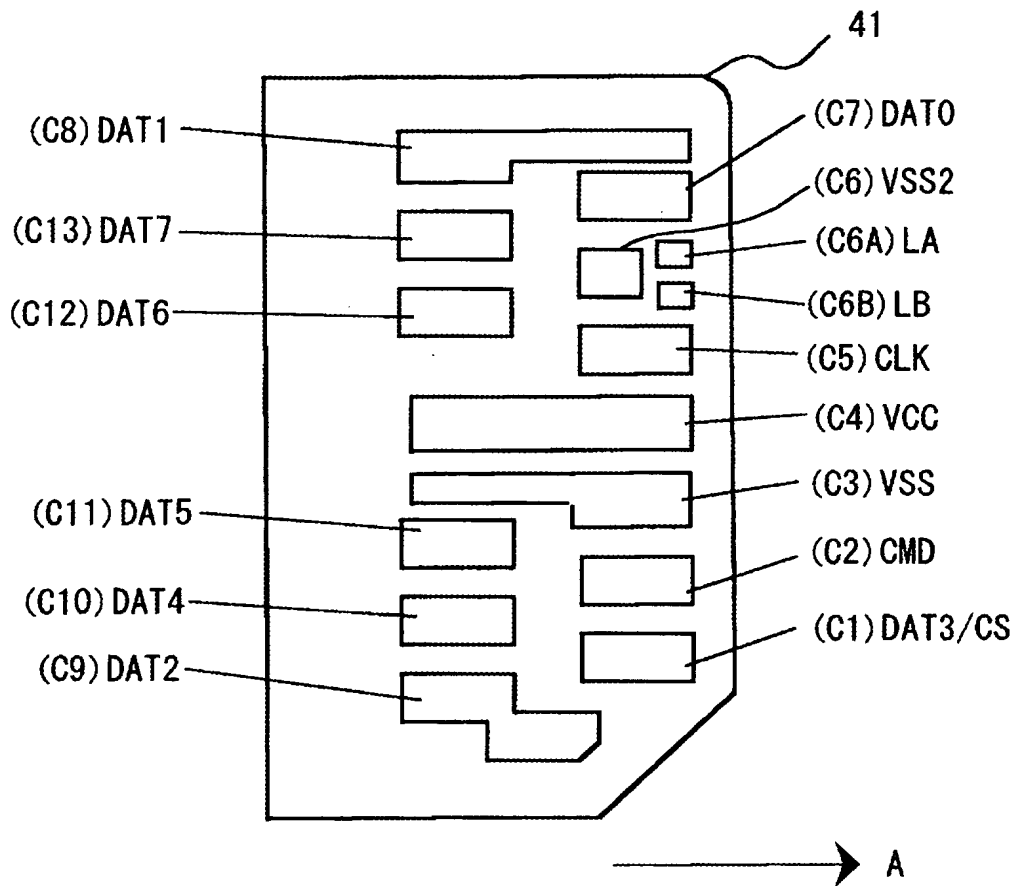 41
(C8) DAT1
(C7) DAT0
(C6) VSS2
(C13) DAT7
(C6A) LA
(C12) DAT6
(C6B) LB
(C5) CLK
(C4) VCC
(C3) VSS
(C11) DAT5
(C2) CMD
(C10) DAT4
(C1) DAT3/CS
(C9) DAT2
A